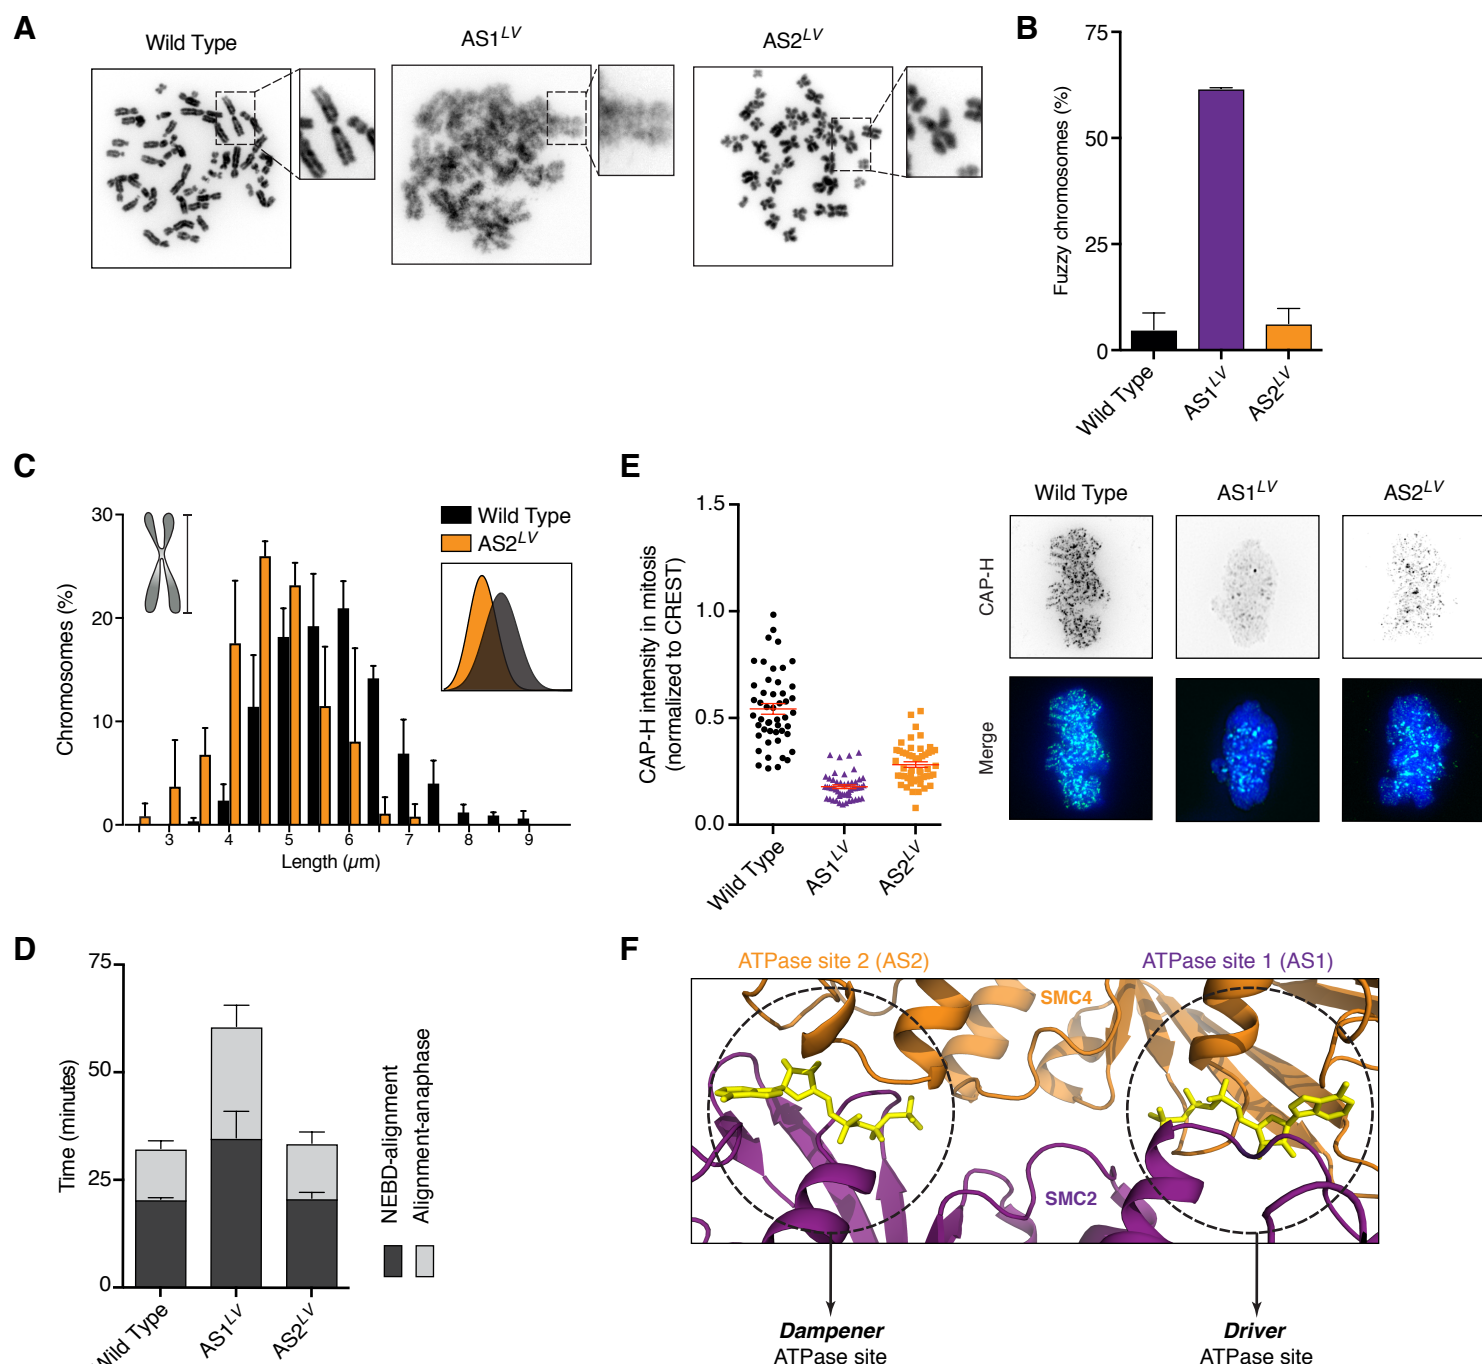 A
Wild Type
AS1LV
AS2LV
B
Fuzzy chromosomes (%)
75
50
25
0
Wild Type
AS1LV
AS2LV
C
Chromosomes (%)
30
20
10
0
3 4 5 6 7 8 9
Length (µm)
Wild Type
AS2LV
E
CAP-H intensity in mitosis
(normalized to CREST)
1.5
1.0
0.5
0.0
Wild Type
AS1LV
AS2LV
Wild Type
AS1LV
AS2LV
CAP-H
Merge
D
Time (minutes)
75
50
25
0
Wild Type
AS1LV
AS2LV
NEBD-alignment
Alignment-anaphase
F
ATPase site 2 (AS2)
ATPase site 1 (AS1)
SMC4
SMC2
Dampener
ATPase site
Driver
ATPase site